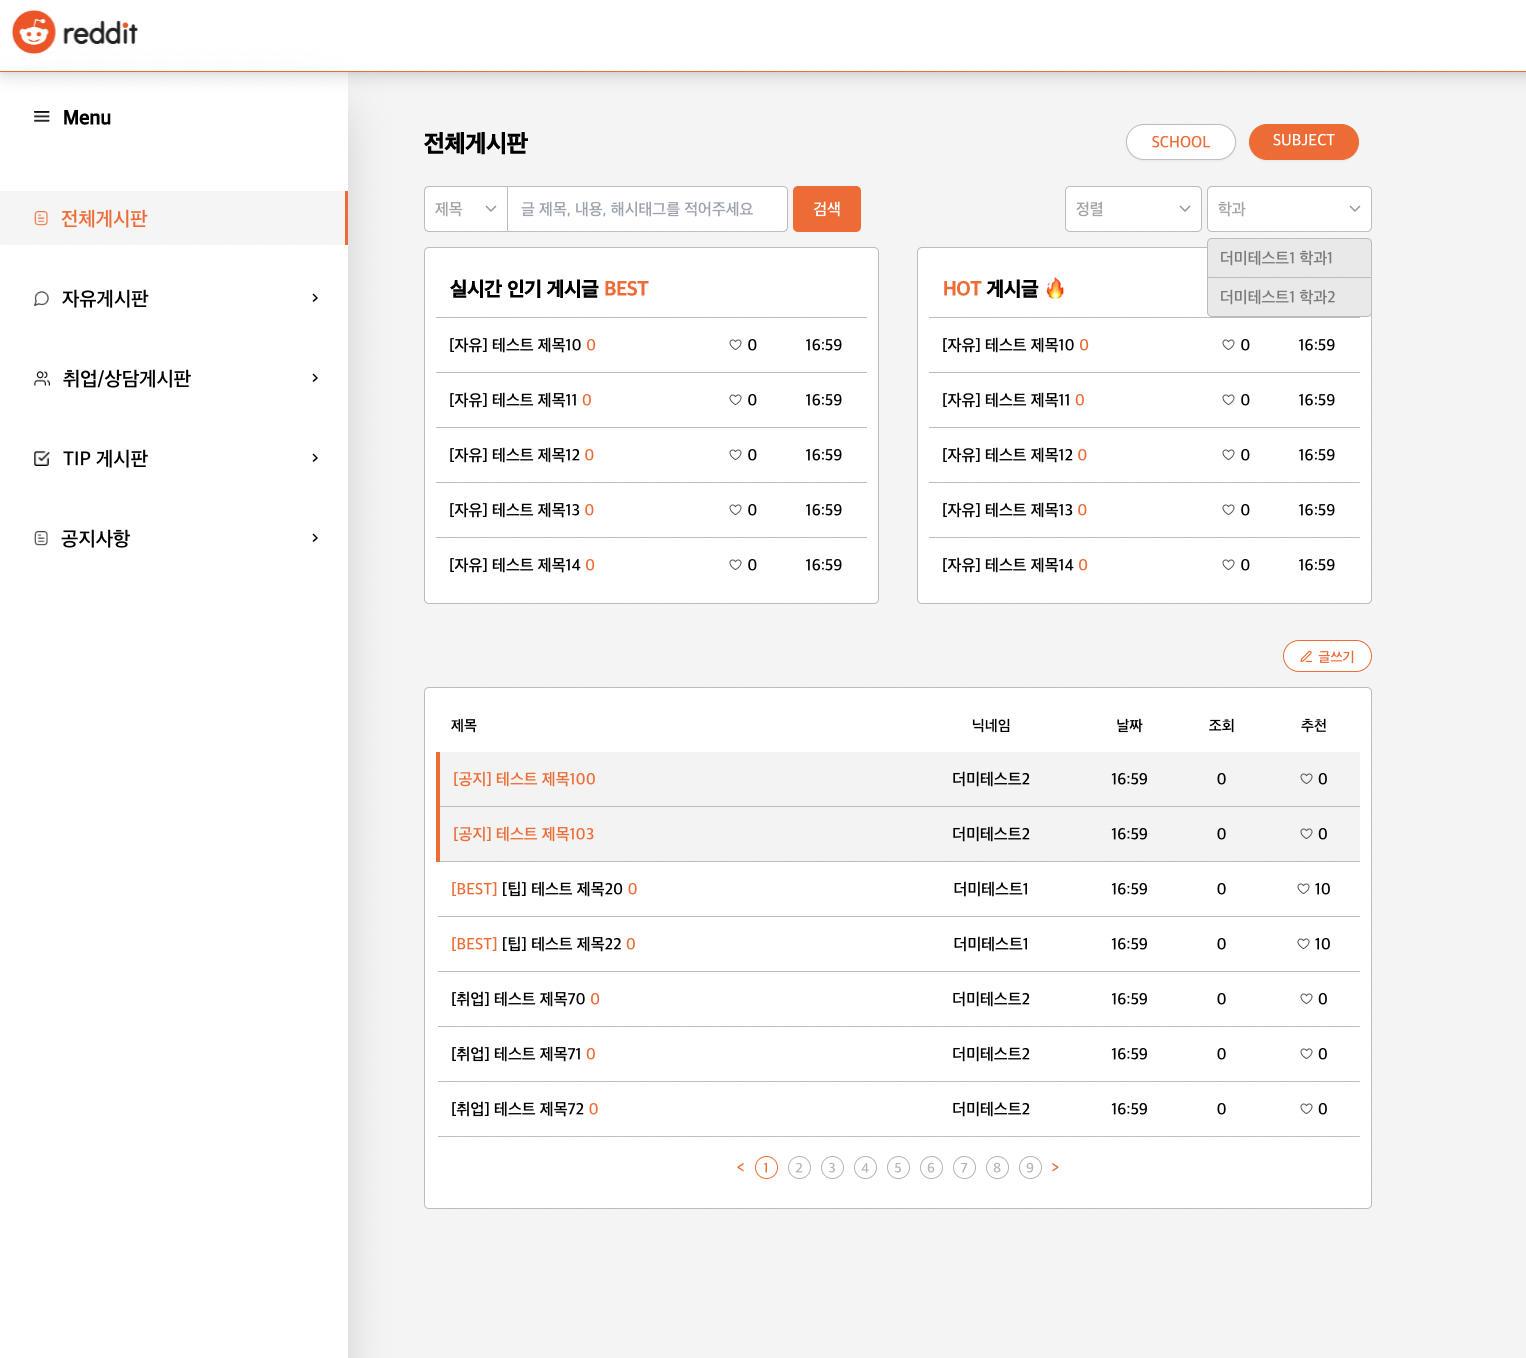 reddit
Menu
전체게시판
자유게시판
취업/상담게시판
TIP 게시판
공지사항
전체게시판
SCHOOL
SUBJECT
제목
글 제목, 내용, 해시태그를 적어주세요
검색
정렬
학과
더미테스트1 학과1
더미테스트1 학과2
실시간 인기 게시글 BEST
[자유] 테스트 제목10 0 0 16:59
[자유] 테스트 제목11 0 0 16:59
[자유] 테스트 제목12 0 0 16:59
[자유] 테스트 제목13 0 0 16:59
[자유] 테스트 제목14 0 0 16:59
HOT 게시글 🔥
[자유] 테스트 제목10 0 0 16:59
[자유] 테스트 제목11 0 0 16:59
[자유] 테스트 제목12 0 0 16:59
[자유] 테스트 제목13 0 0 16:59
[자유] 테스트 제목14 0 0 16:59
글쓰기
제목 닉네임 날짜 조회 추천
[공지] 테스트 제목100 더미테스트2 16:59 0 0
[공지] 테스트 제목103 더미테스트2 16:59 0 0
[BEST] [팁] 테스트 제목20 0 더미테스트1 16:59 0 10
[BEST] [팁] 테스트 제목22 0 더미테스트1 16:59 0 10
[취업] 테스트 제목70 0 더미테스트2 16:59 0 0
[취업] 테스트 제목71 0 더미테스트2 16:59 0 0
[취업] 테스트 제목72 0 더미테스트2 16:59 0 0
< 1 2 3 4 5 6 7 8 9 >